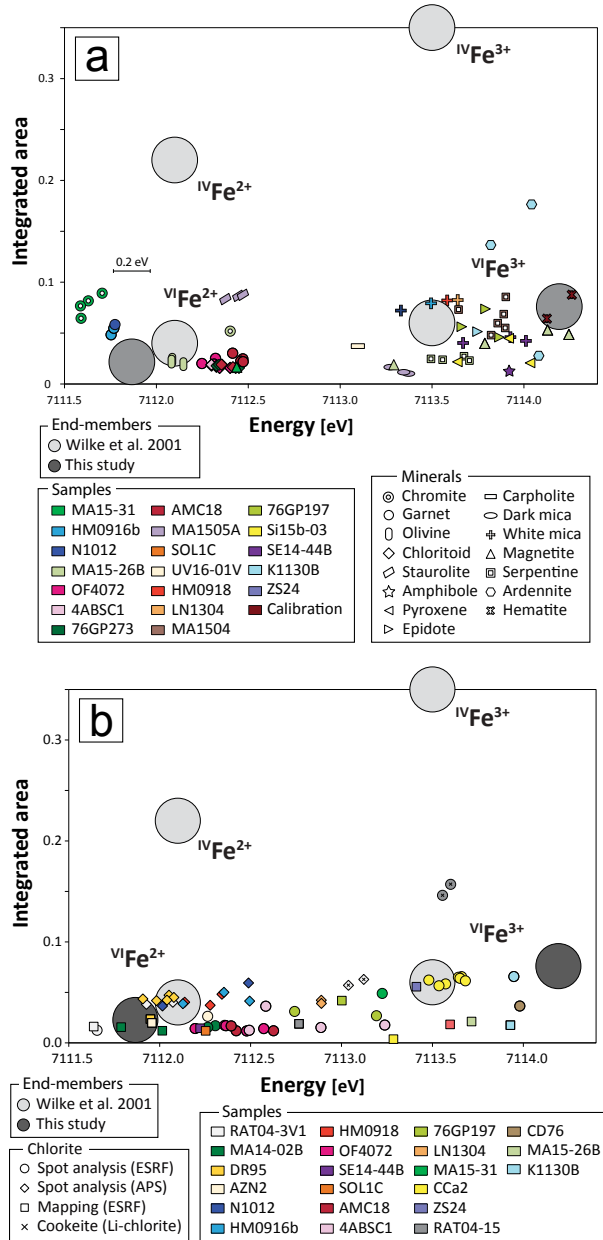 a
0.3
0.2
0.1
0
Integrated area
IVFe3+
IVFe2+
0.2 eV
VIFe2+
VIFe3+
7111.5 7112.0 7112.5 7113.0 7113.5 7114.0
Energy [eV]
End-members
Wilke et al. 2001
This study
Samples
MA15-31
HM0916b
N1012
MA15-26B
OF4072
4ABSC1
76GP273
AMC18
MA1505A
SOL1C
UV16-01V
HM0918
LN1304
MA1504
76GP197
Si15b-03
SE14-44B
K1130B
ZS24
Calibration
Minerals
Chromite
Garnet
Olivine
Chloritoid
Staurolite
Amphibole
Pyroxene
Epidote
Carpholite
Dark mica
White mica
Magnetite
Serpentine
Ardennite
Hematite
b
0.3
0.2
0.1
0.0
Integrated area
IVFe3+
IVFe2+
VIFe2+
VIFe3+
7111.5 7112.0 7112.5 7113.0 7113.5 7114.0
Energy [eV]
End-members
Wilke et al. 2001
This study
Chlorite
Spot analysis (ESRF)
Spot analysis (APS)
Mapping (ESRF)
Cookeite (Li-chlorite)
Samples
RAT04-3V1
MA14-02B
DR95
AZN2
N1012
HM0916b
HM0918
OF4072
SE14-44B
SOL1C
AMC18
4ABSC1
76GP197
LN1304
MA15-31
CCa2
ZS24
RAT04-15
CD76
MA15-26B
K1130B